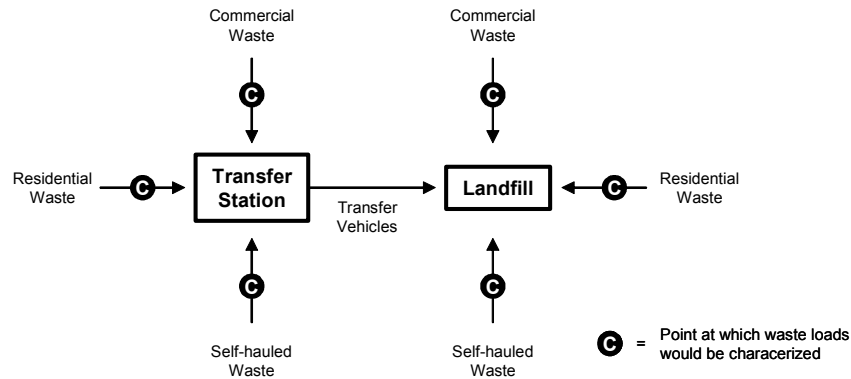 Commercial
Waste
Commercial
Waste
C
C
Residential
Waste
C
Transfer
Station
Transfer
Vehicles
Landfill
C
Residential
Waste
C
C
Self-hauled
Waste
Self-hauled
Waste
C = Point at which waste loads
would be characerized